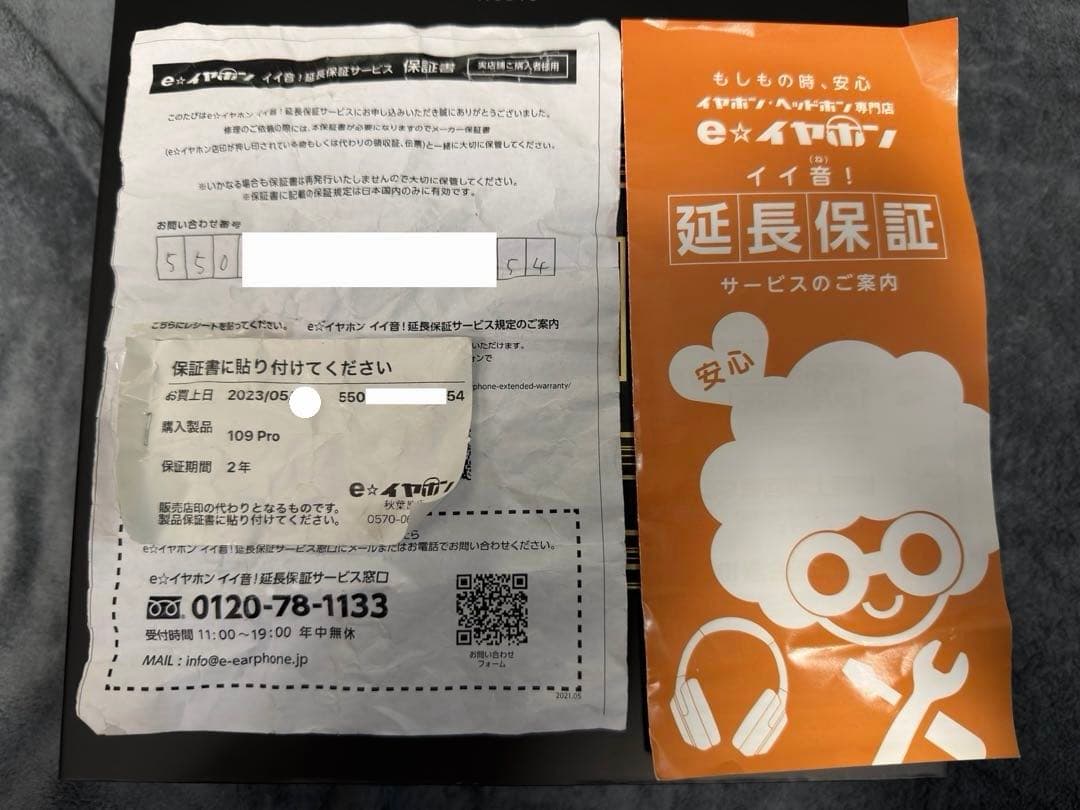 e☆イヤホン イイ音!延長保証サービス 保証書 実店舗ご購入者様用
このたびはe☆イヤホン イイ音!延長保証サービスにお申し込みいただき誠にありがとうございました。
修理のご依頼の際には、本保証書が必要になりますのでメーカー保証書
(e☆イヤホン店印が押し印されている物もしくは代わりの領収証、伝票)と一緒に大切に保管してください。
※いかなる場合も保証書は再発行いたしませんので大切に保管してください。
※保証書に記載の保証規定は日本国内のみに有効です。
お問い合わせ番号
550 54
こちらにレシートを貼ってください。 e☆イヤホン イイ音!延長保証サービス規定のご案内
いただけます。
phone-extended-warranty/
保証書に貼り付けてください
お買上日 2023/05 550 54
購入製品 109 Pro
保証期間 2年
e☆イヤホン
秋葉原
販売店印の代わりとなるものです。
製品保証書に貼り付けてください。 0570-0
e☆イヤホン イイ音!延長保証サービス窓口にメールまたはお電話でお問い合わせください。
e☆イヤホン イイ音!延長保証サービス窓口
0120-78-1133
受付時間 11:00~19:00 年中無休
MAIL:info@e-earphone.jp
お問い合わせ
フォーム
2021.05
もしもの時、安心
イヤホン・ヘッドホン専門店
e☆イヤホン
イイ音(ね)!
延長保証
サービスのご案内
安心